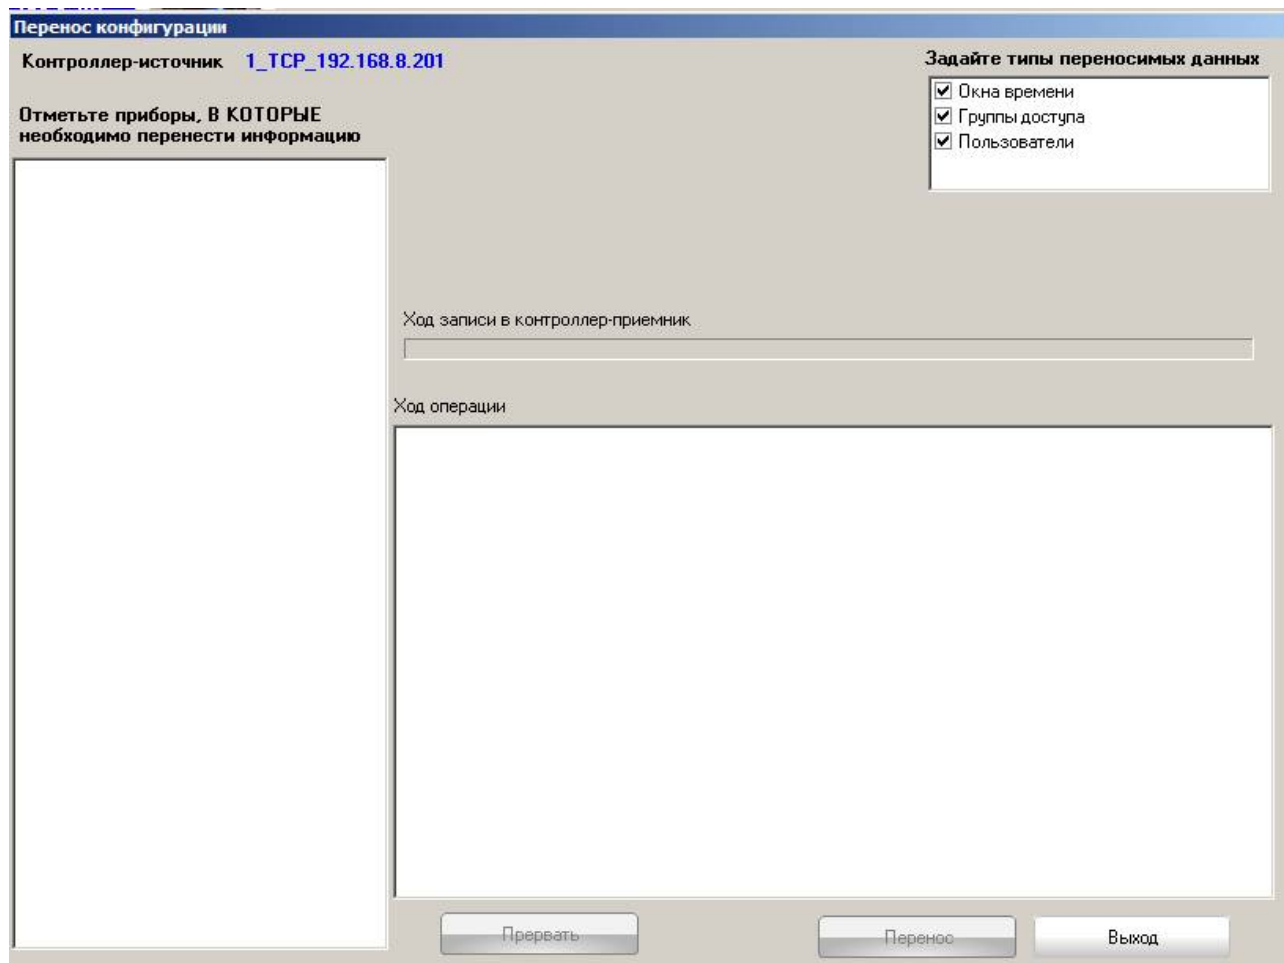 Перенос конфигурации
Контроллер-источник 1_TCP_192.168.8.201
Задайте типы переносимых данных
Окна времени
Группы доступа
Пользователи
Отметьте приборы, В КОТОРЫЕ
необходимо перенести информацию
Ход записи в контроллер-приемник
Ход операции
Прервать
Перенос
Выход